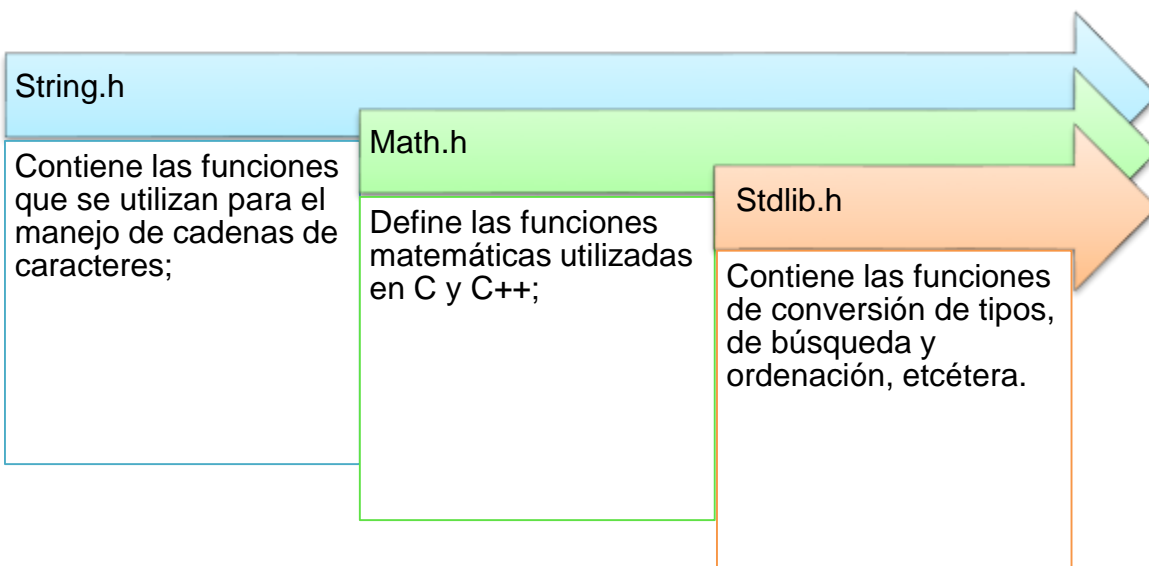 String.h
Contiene las funciones
que se utilizan para el
manejo de cadenas de
caracteres;
Math.h
Define las funciones
matemáticas utilizadas
en C y C++;
Stdlib.h
Contiene las funciones
de conversión de tipos,
de búsqueda y
ordenación, etcétera.